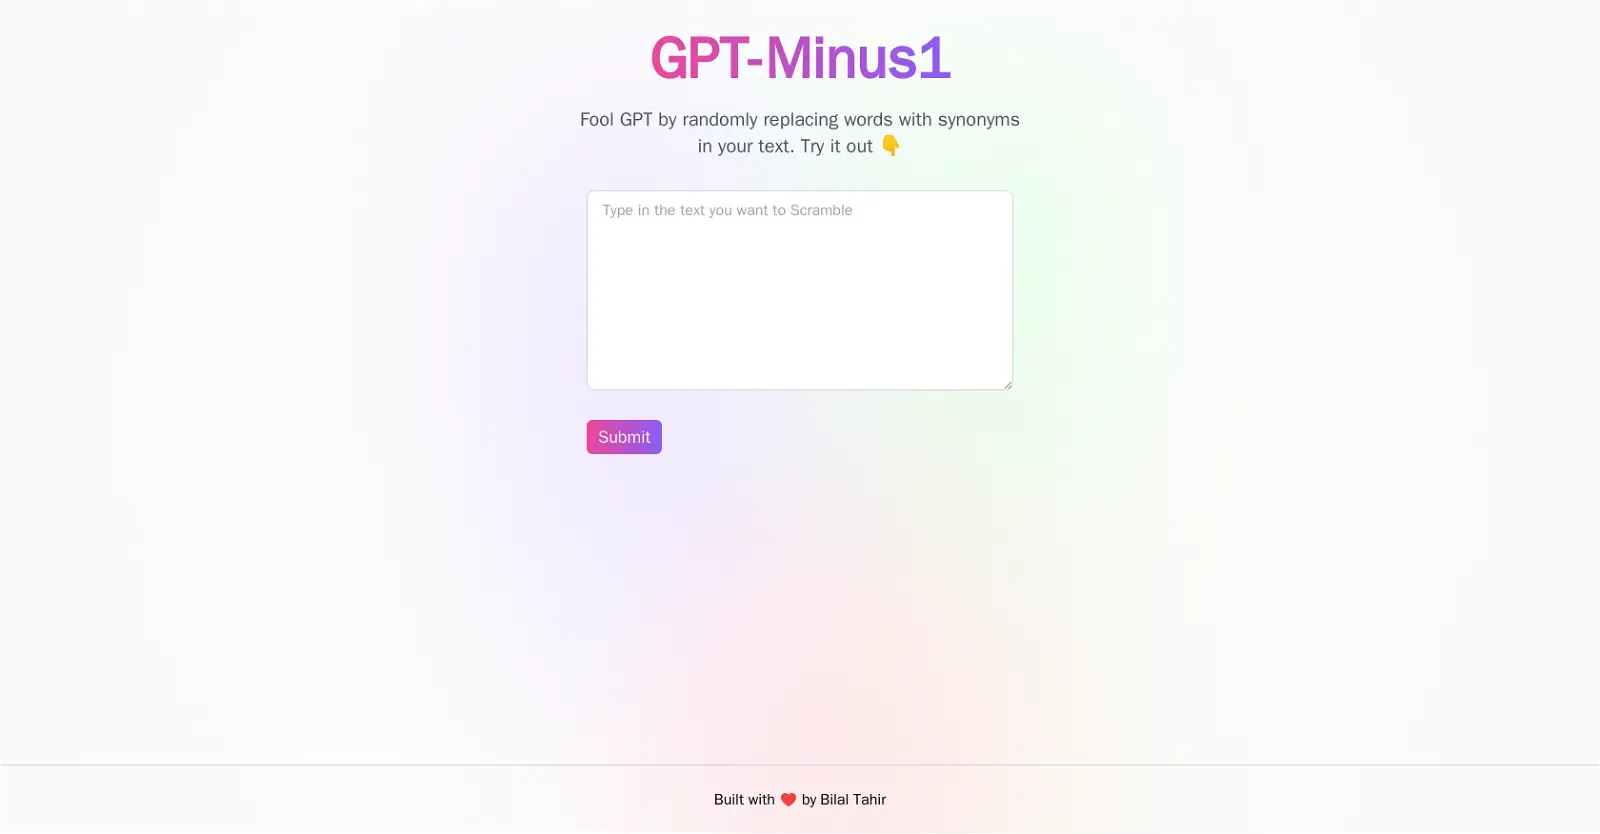 GPT-Minus1
Fool GPT by randomly replacing words with synonyms
in your text. Try it out 👇
Type in the text you want to Scramble
Submit
Built with ❤️ by Bilal Tahir